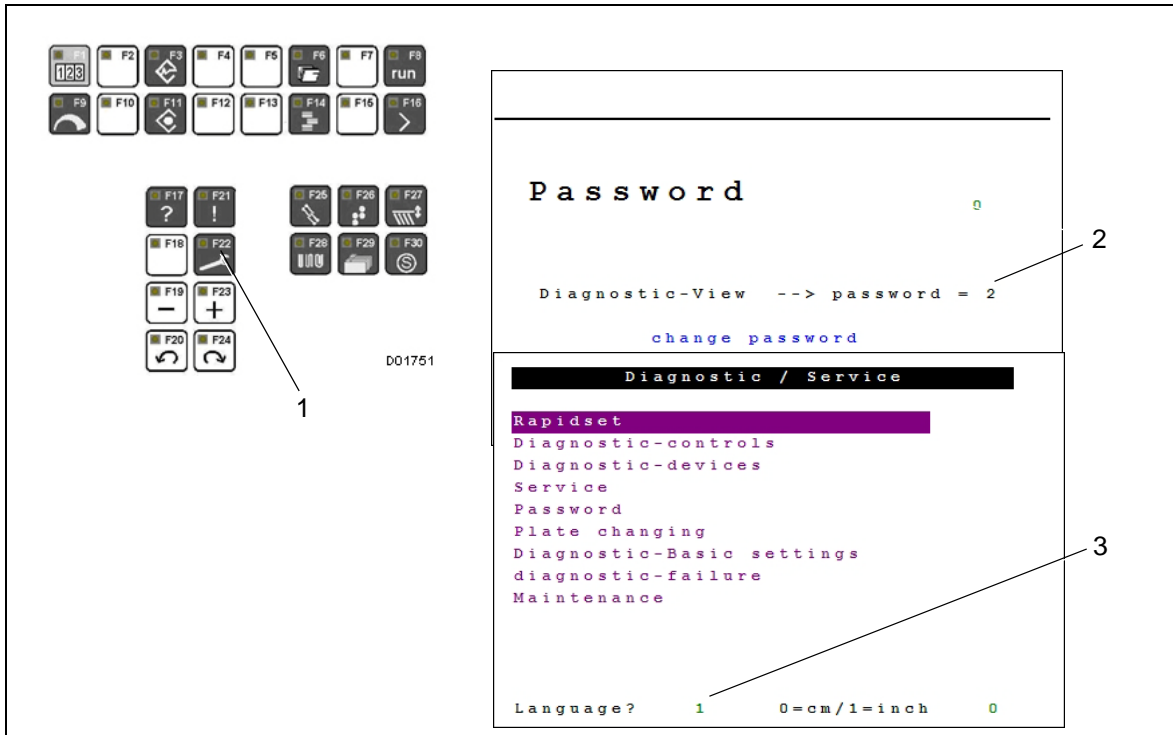 F1 F2 F3 F4 F5 F6 F7 F8
123 run
F9 F10 F11 F12 F13 F14 F15 F16
>
F17 F21
? !
F18 F22
F19 F23
- +
F20 F24
F25 F26 F27
F28 F29 F30
S
D01751
1
Password
0
2
Diagnostic-View --> password = 2
change password
Diagnostic / Service
Rapidset
Diagnostic-controls
Diagnostic-devices
Service
Password
Plate changing
Diagnostic-Basic settings
diagnostic-failure
Maintenance
3
Language? 1 0=cm/1=inch 0